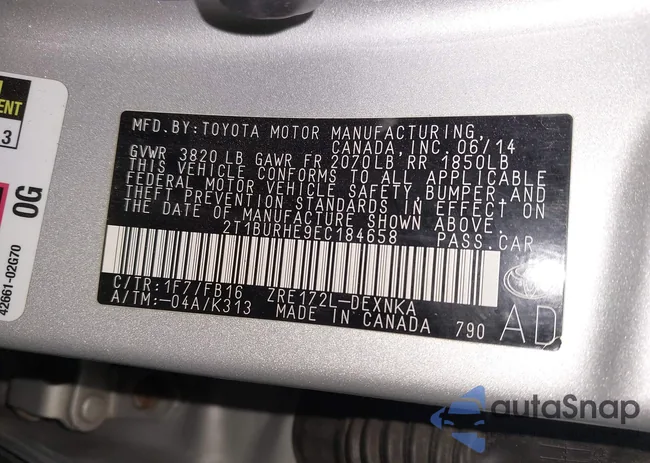 MFD.BY:TOYOTA MOTOR MANUFACTURING,
CANADA, INC. 06/14
GVWR 3820 LB GAWR FR 2070LB RR 1850LB
THIS VEHICLE CONFORMS TO ALL APPLICABLE
FEDERAL MOTOR VEHICLE SAFETY, BUMPER, AND
THEFT PREVENTION STANDARDS IN EFFECT ON
THE DATE OF MANUFACTURE SHOWN ABOVE.
2T1BURHE9EC184658 PASS.CAR
C/TR:1F7/FB16 ZRE172L-DEXNKA
A/TM:-04A/K313 MADE IN CANADA 790 AD
42661-02G70
0G
3
autaSnap